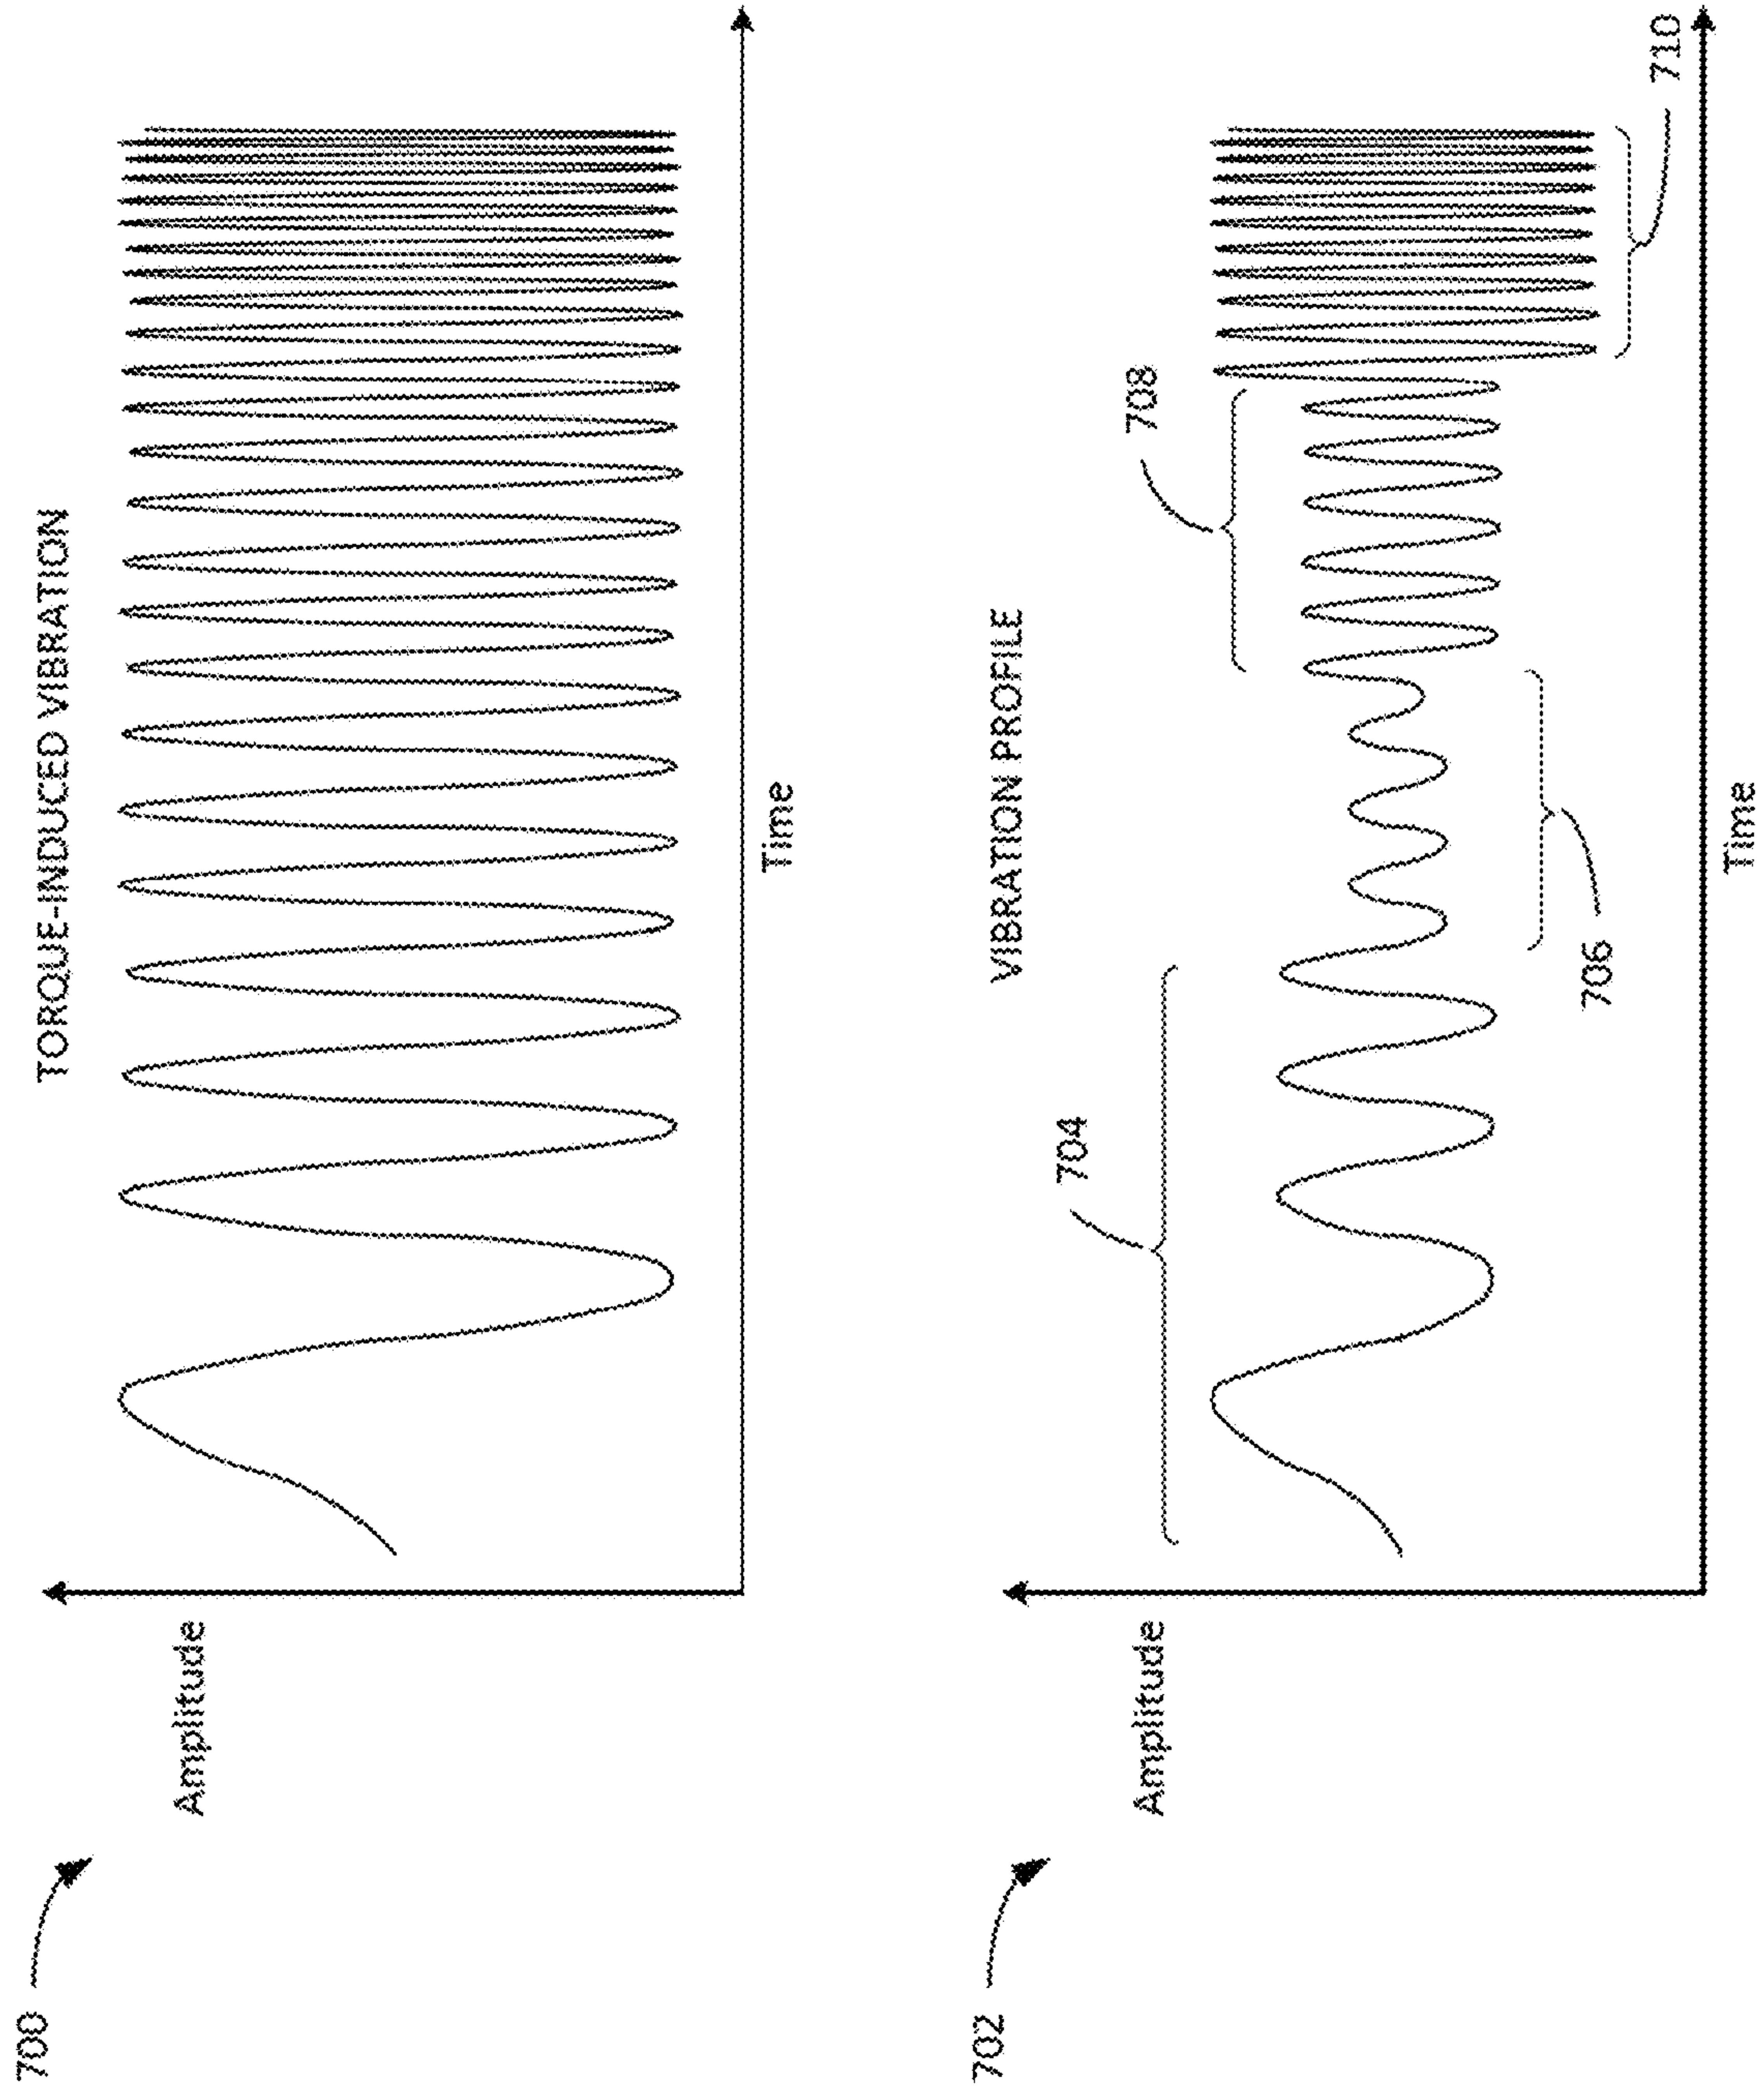 700
TORQUE-INDUCED VIBRATION
Amplitude
Time
702
VIBRATION PROFILE
Amplitude
704
706
708
710
Time